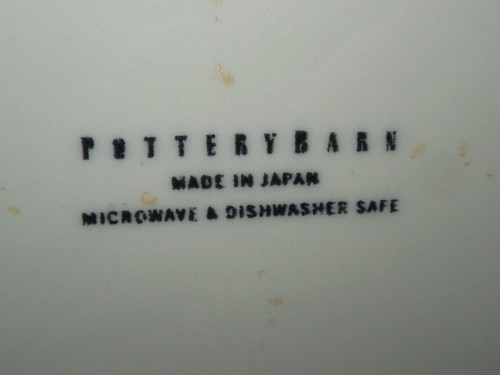 POTTERYBARN
MADE IN JAPAN
MICROWAVE & DISHWASHER SAFE